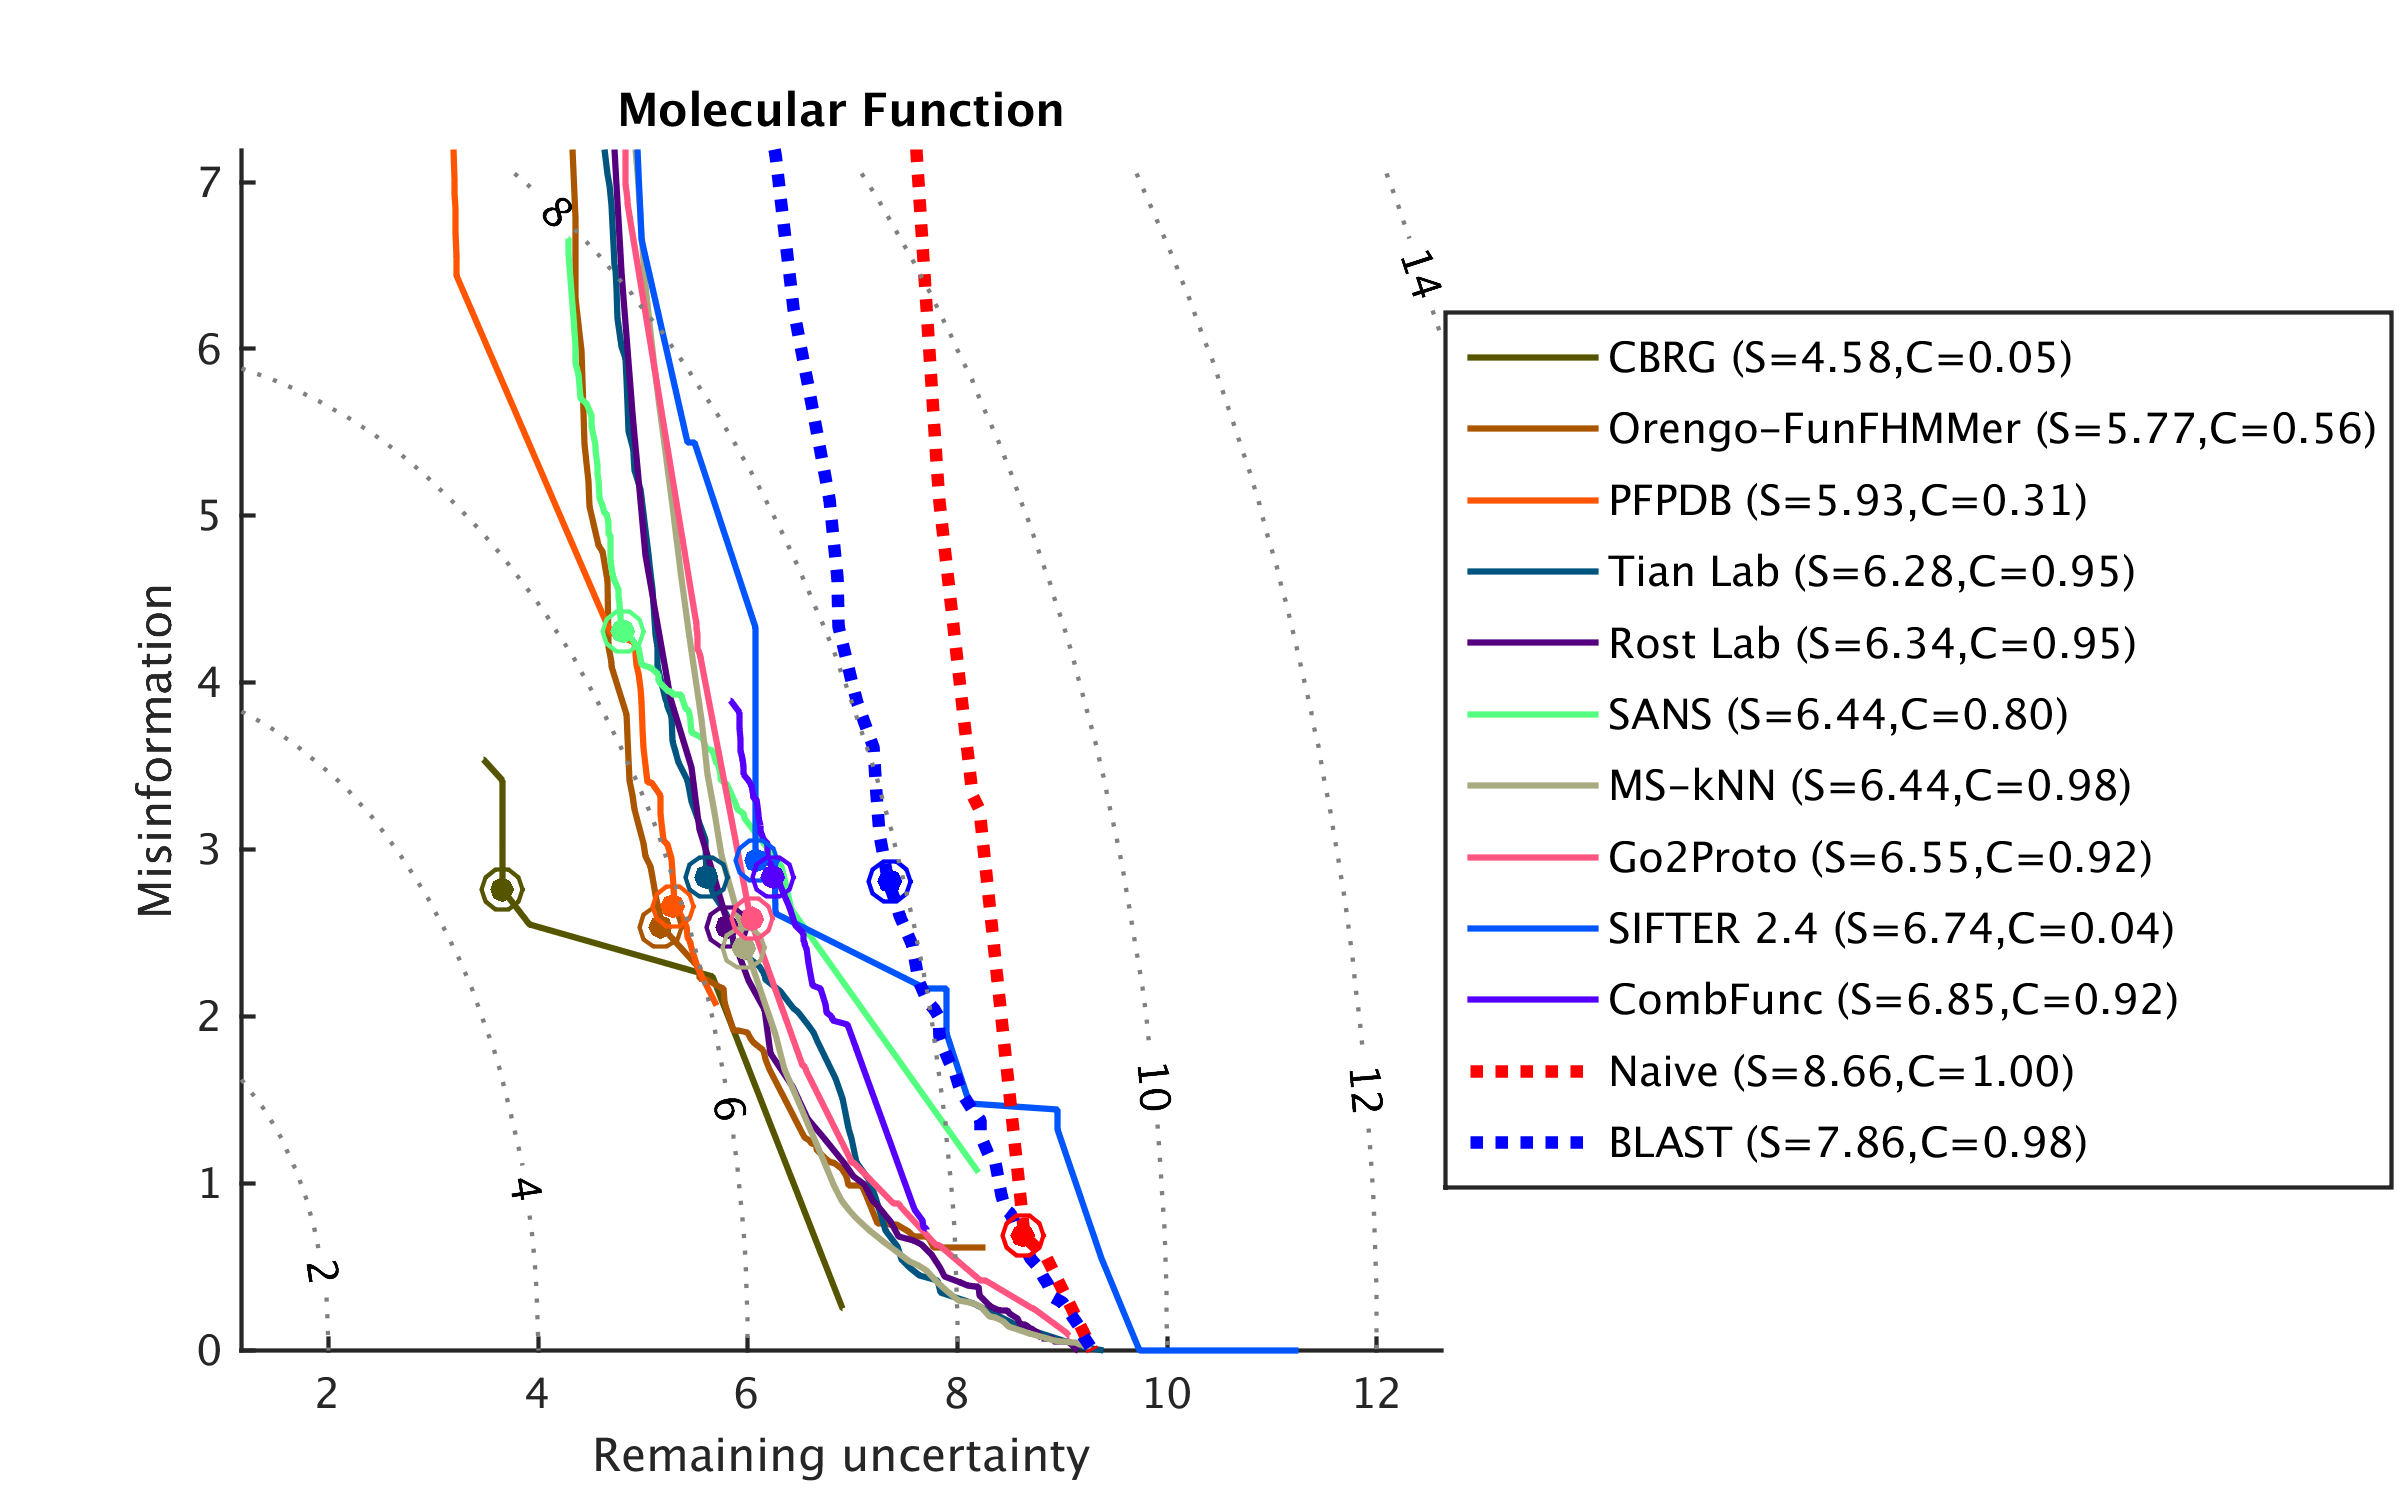 Molecular Function
7
6
5
4
3
2
1
0
Misinformation
2
4
6
8
10
12
Remaining uncertainty
8
14
6
10
12
4
2
CBRG (S=4.58,C=0.05)
Orengo-FunFHMMer (S=5.77,C=0.56)
PFPDB (S=5.93,C=0.31)
Tian Lab (S=6.28,C=0.95)
Rost Lab (S=6.34,C=0.95)
SANS (S=6.44,C=0.80)
MS-kNN (S=6.44,C=0.98)
Go2Proto (S=6.55,C=0.92)
SIFTER 2.4 (S=6.74,C=0.04)
CombFunc (S=6.85,C=0.92)
Naive (S=8.66,C=1.00)
BLAST (S=7.86,C=0.98)